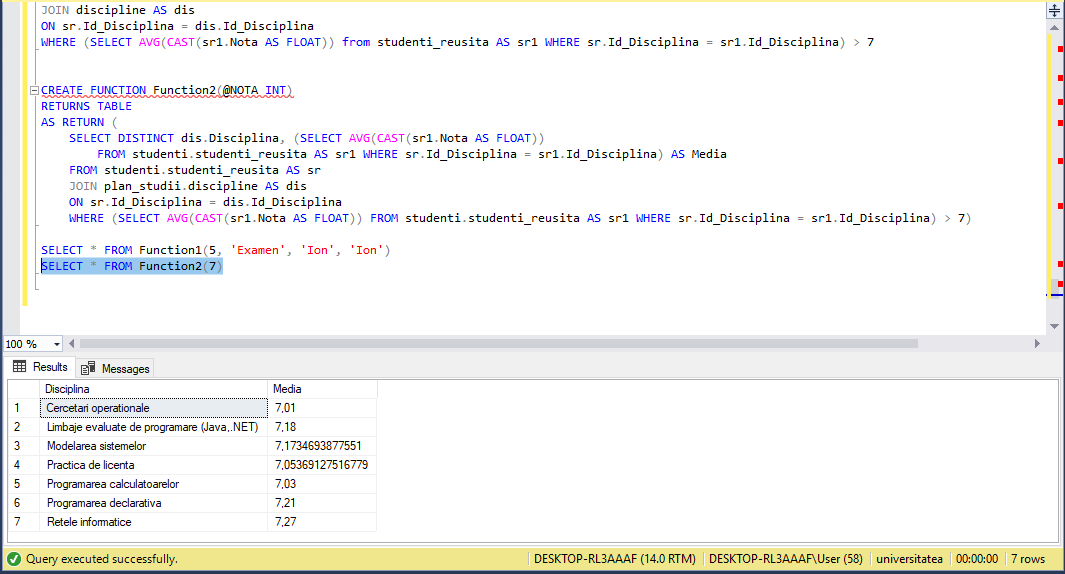 JOIN discipline AS dis
ON sr.Id_Disciplina = dis.Id_Disciplina
WHERE (SELECT AVG(CAST(sr1.Nota AS FLOAT)) from studenti_reusita AS sr1 WHERE sr.Id_Disciplina = sr1.Id_Disciplina) > 7
CREATE FUNCTION Function2(@NOTA INT)
RETURNS TABLE
AS RETURN (
SELECT DISTINCT dis.Disciplina, (SELECT AVG(CAST(sr1.Nota AS FLOAT))
FROM studenti.studenti_reusita AS sr1 WHERE sr.Id_Disciplina = sr1.Id_Disciplina) AS Media
FROM studenti.studenti_reusita AS sr
JOIN plan_studii.discipline AS dis
ON sr.Id_Disciplina = dis.Id_Disciplina
WHERE (SELECT AVG(CAST(sr1.Nota AS FLOAT)) FROM studenti.studenti_reusita AS sr1 WHERE sr.Id_Disciplina = sr1.Id_Disciplina) > 7)
SELECT * FROM Function1(5, 'Examen', 'Ion', 'Ion')
SELECT * FROM Function2(7)
100 %
Results Messages
Disciplina Media
1 Cercetari operationale 7,01
2 Limbaje evaluate de programare (Java,.NET) 7,18
3 Modelarea sistemelor 7,1734693877551
4 Practica de licenta 7,05369127516779
5 Programarea calculatoarelor 7,03
6 Programarea declarativa 7,21
7 Retele informatice 7,27
Query executed successfully. DESKTOP-RL3AAAF (14.0 RTM) DESKTOP-RL3AAAF\User (58) universitatea 00:00:00 7 rows